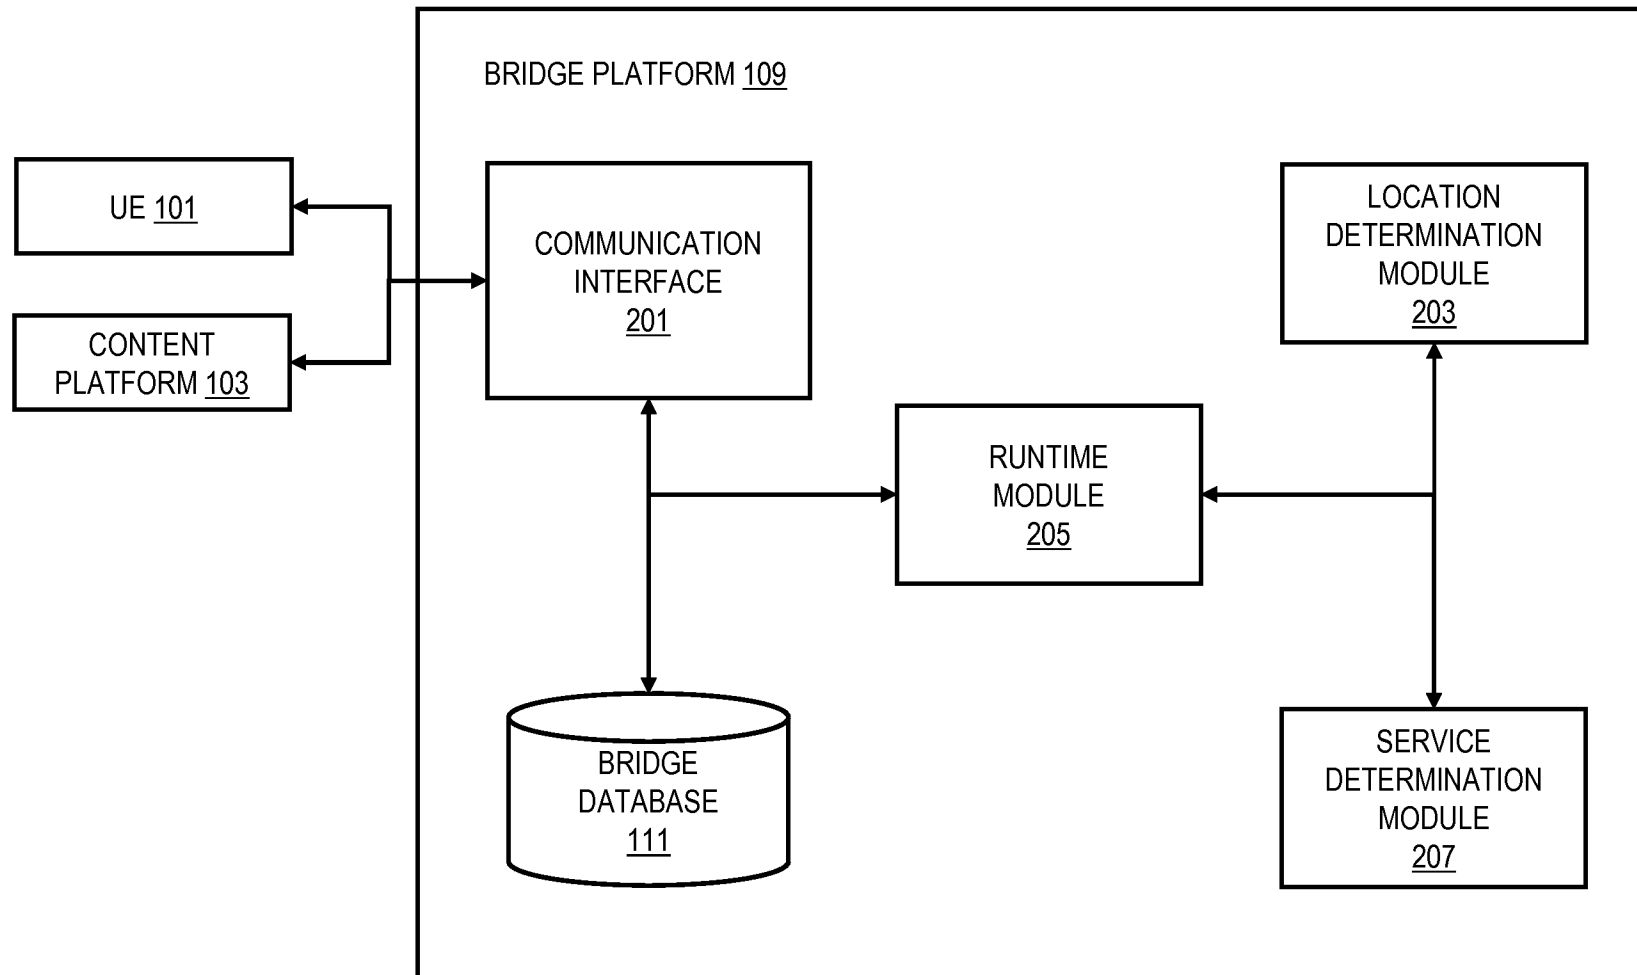 BRIDGE PLATFORM 109
UE 101
CONTENT
PLATFORM 103
COMMUNICATION
INTERFACE
201
LOCATION
DETERMINATION
MODULE
203
RUNTIME
MODULE
205
BRIDGE
DATABASE
111
SERVICE
DETERMINATION
MODULE
207